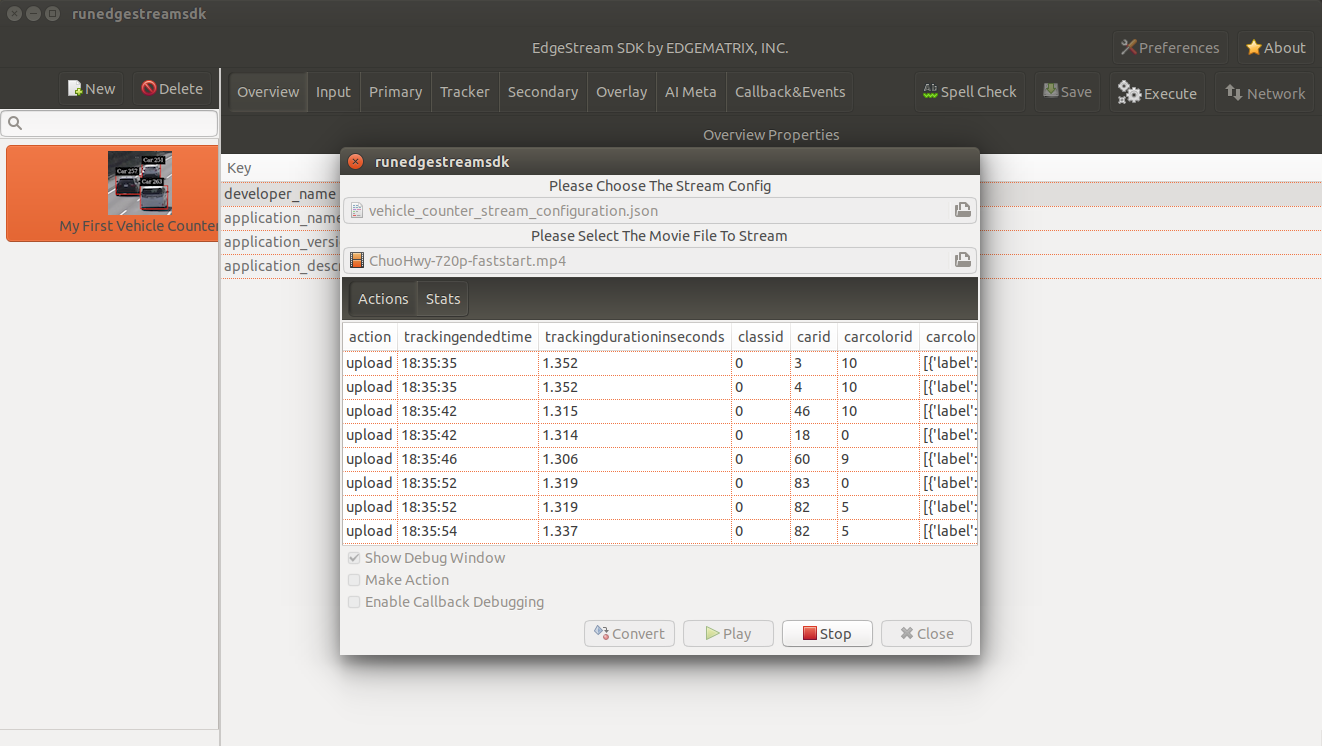 runedgestreamsdk
EdgeStream SDK by EDGEMATRIX, INC.
Preferences
About
New
Delete
Overview
Input
Primary
Tracker
Secondary
Overlay
AI Meta
Callback&Events
Spell Check
Save
Execute
Network
Overview Properties
Car 251
Car 257
Car 263
My First Vehicle Counter
Key
developer_name
application_name
application_versi
application_descr
runedgestreamsdk
Please Choose The Stream Config
vehicle_counter_stream_configuration.json
Please Select The Movie File To Stream
ChuoHwy-720p-faststart.mp4
Actions Stats
action trackingendedtime trackingdurationinseconds classid carid carcolorid carcolo
upload 18:35:35 1.352 0 3 10 [{'label':
upload 18:35:35 1.352 0 4 10 [{'label':
upload 18:35:42 1.315 0 46 10 [{'label':
upload 18:35:42 1.314 0 18 0 [{'label':
upload 18:35:46 1.306 0 60 9 [{'label':
upload 18:35:52 1.319 0 83 0 [{'label':
upload 18:35:52 1.319 0 82 5 [{'label':
upload 18:35:54 1.337 0 82 5 [{'label':
Show Debug Window
Make Action
Enable Callback Debugging
Convert
Play
Stop
Close